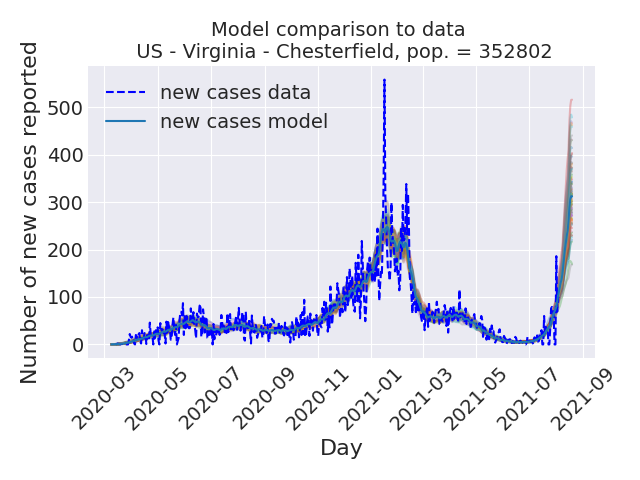 Model comparison to data
US - Virginia - Chesterfield, pop. = 352802
Number of new cases reported
500
400
300
200
100
0
new cases data
new cases model
2020-03
2020-05
2020-07
2020-09
2020-11
2021-01
2021-03
2021-05
2021-07
2021-09
Day